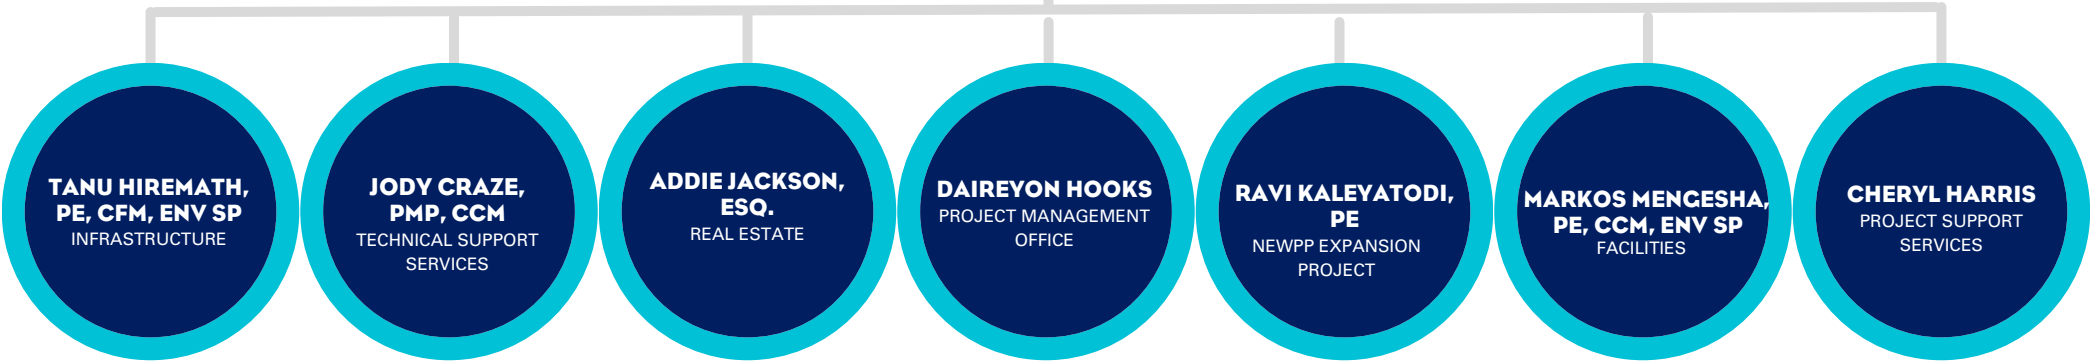 TANU HIREMATH,
PE, CFM, ENV SP
INFRASTRUCTURE
JODY CRAZE,
PMP, CCM
TECHNICAL SUPPORT
SERVICES
ADDIE JACKSON,
ESQ.
REAL ESTATE
DAIREYON HOOKS
PROJECT MANAGEMENT
OFFICE
RAVI KALEYATODI,
PE
NEWPP EXPANSION
PROJECT
MARKOS MENGESHA,
PE, CCM, ENV SP
FACILITIES
CHERYL HARRIS
PROJECT SUPPORT
SERVICES